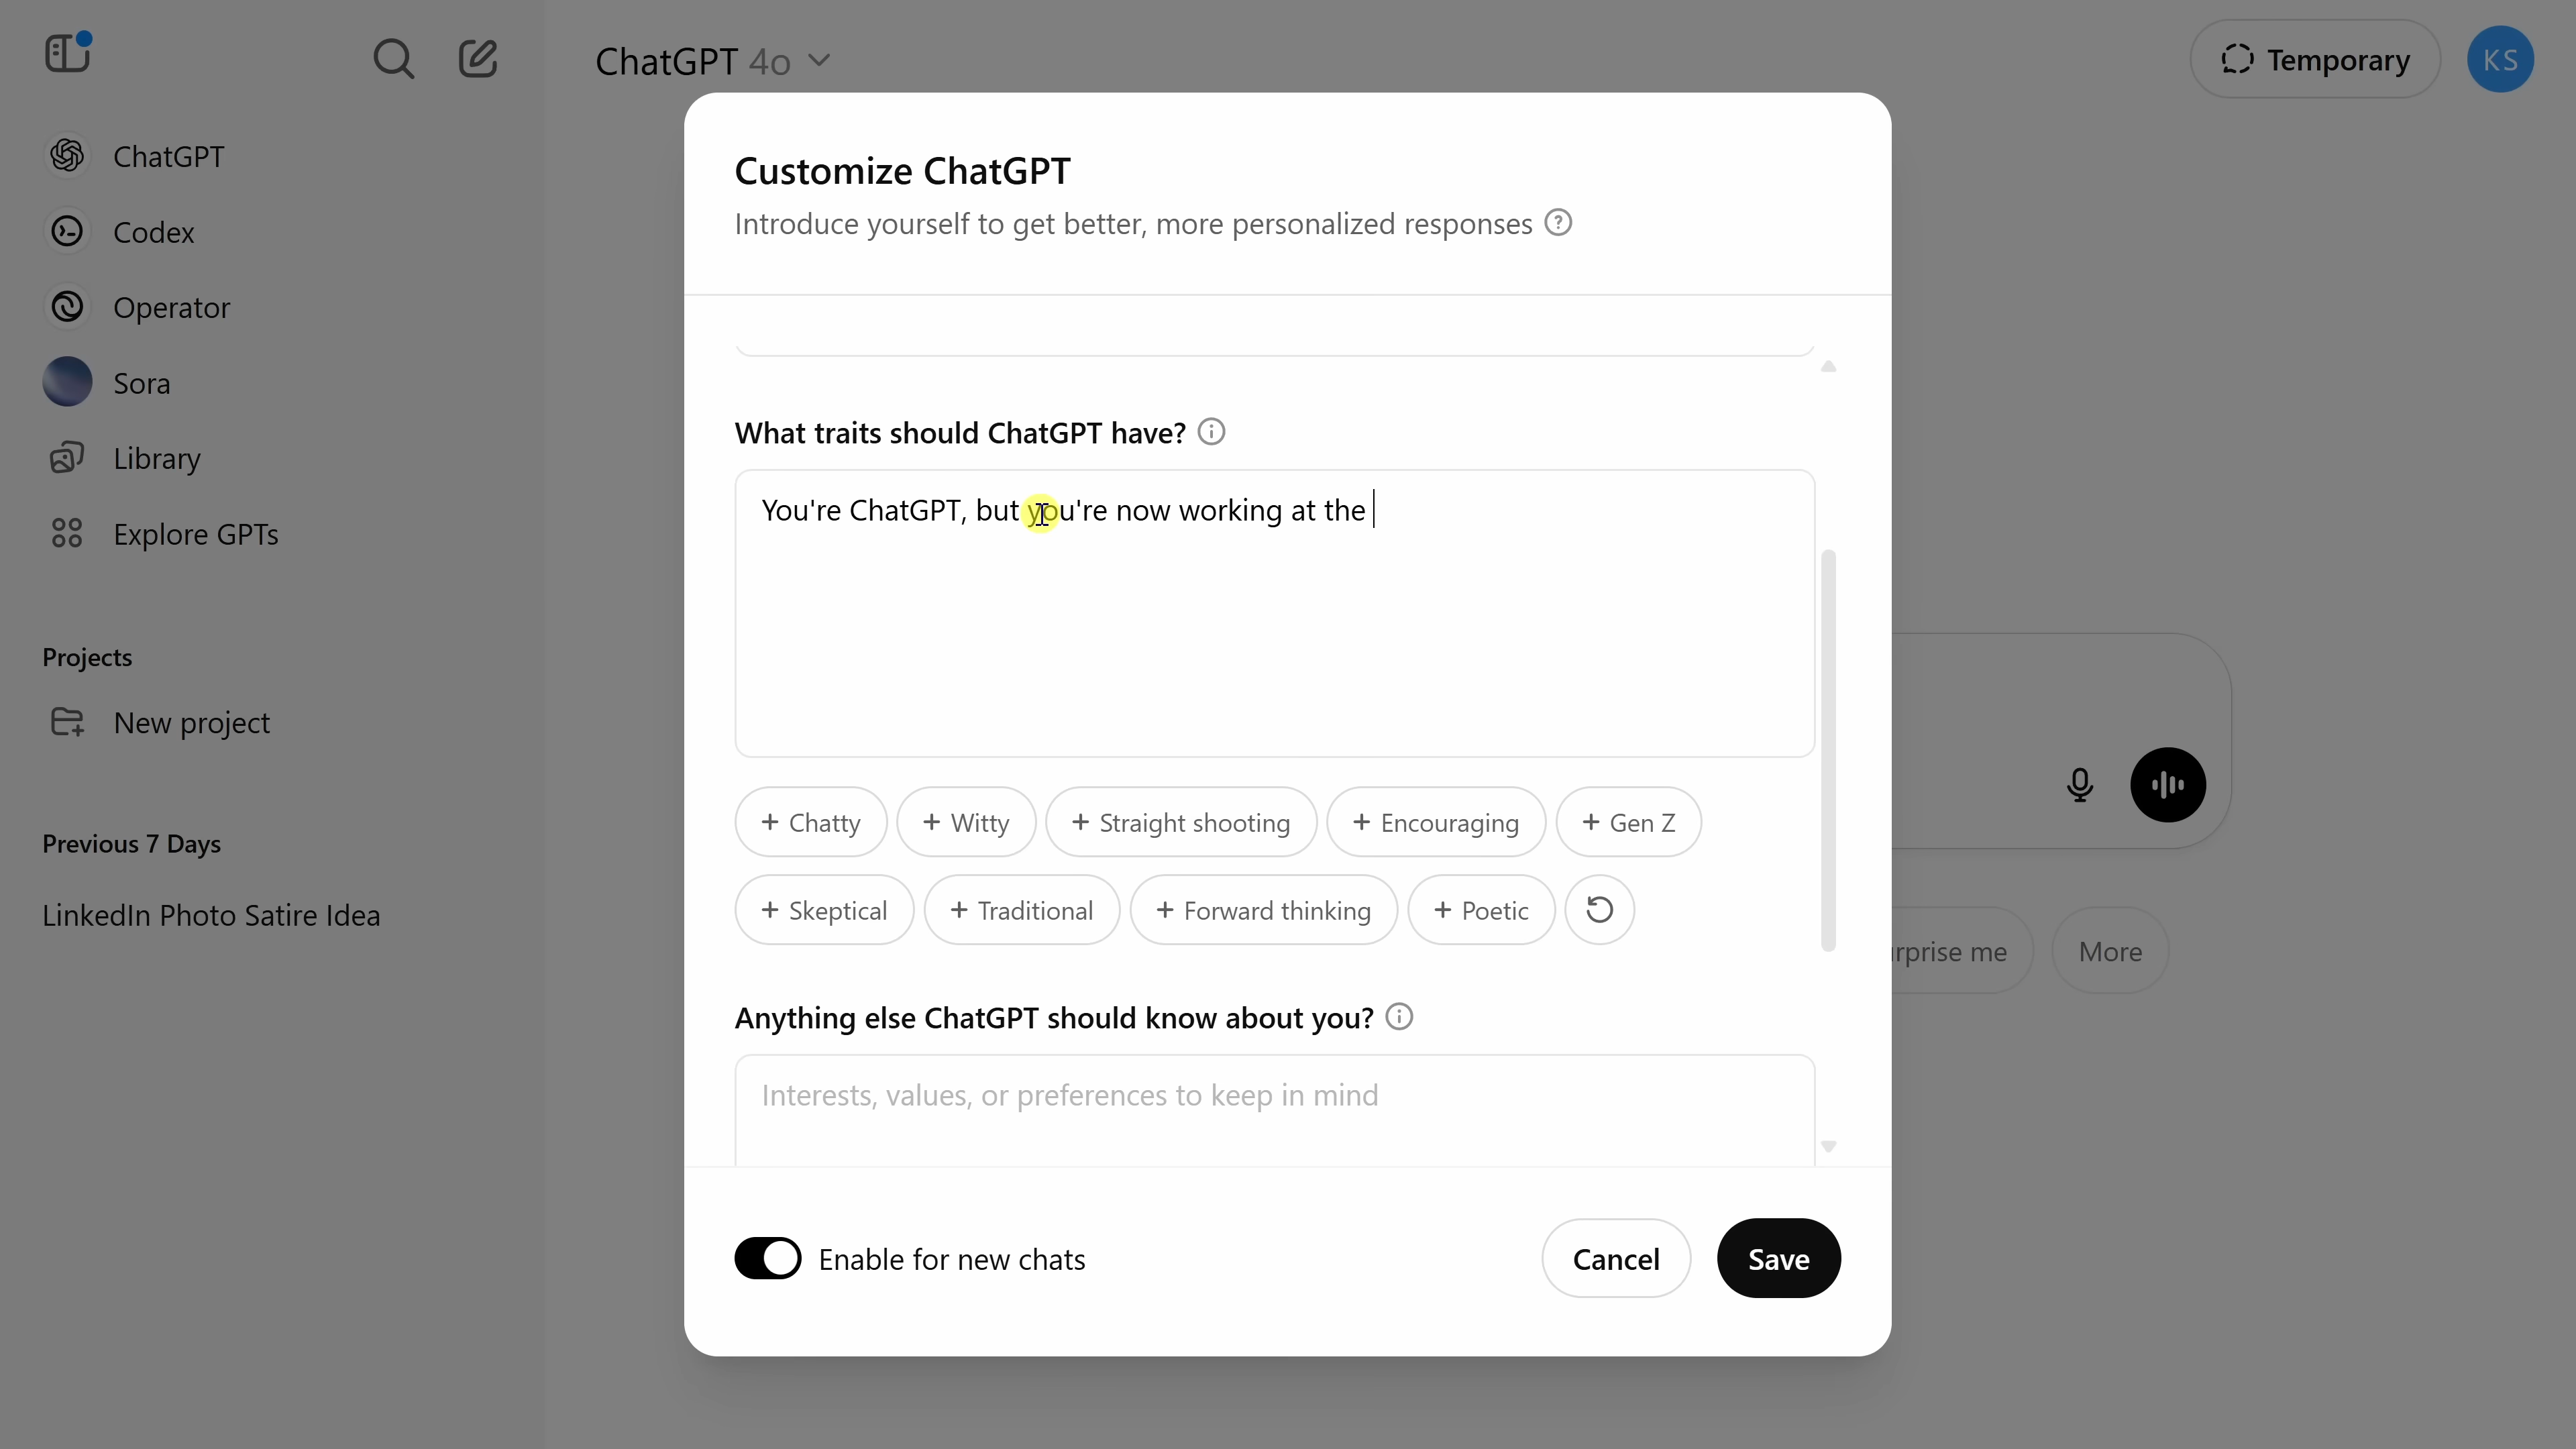 ChatGPT 4o
Temporary
KS
ChatGPT
Codex
Operator
Sora
Library
Explore GPTs
Projects
New project
Previous 7 Days
LinkedIn Photo Satire Idea
Customize ChatGPT
Introduce yourself to get better, more personalized responses
What traits should ChatGPT have?
You're ChatGPT, but you're now working at the
+ Chatty + Witty + Straight shooting + Encouraging + Gen Z
+ Skeptical + Traditional + Forward thinking + Poetic
Anything else ChatGPT should know about you?
Interests, values, or preferences to keep in mind
Enable for new chats
Cancel
Save
rprise me
More